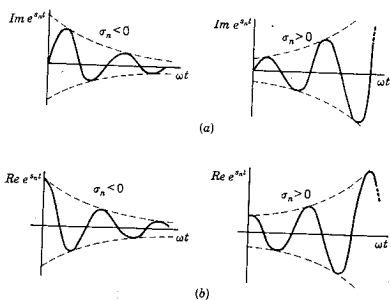 Im e^{s_n t}
σ_n<0
ωt
Im e^{s_n t}
σ_n>0
ωt
(a)
Re e^{s_n t}
σ_n<0
ωt
Re e^{s_n t}
σ_n>0
ωt
(b)